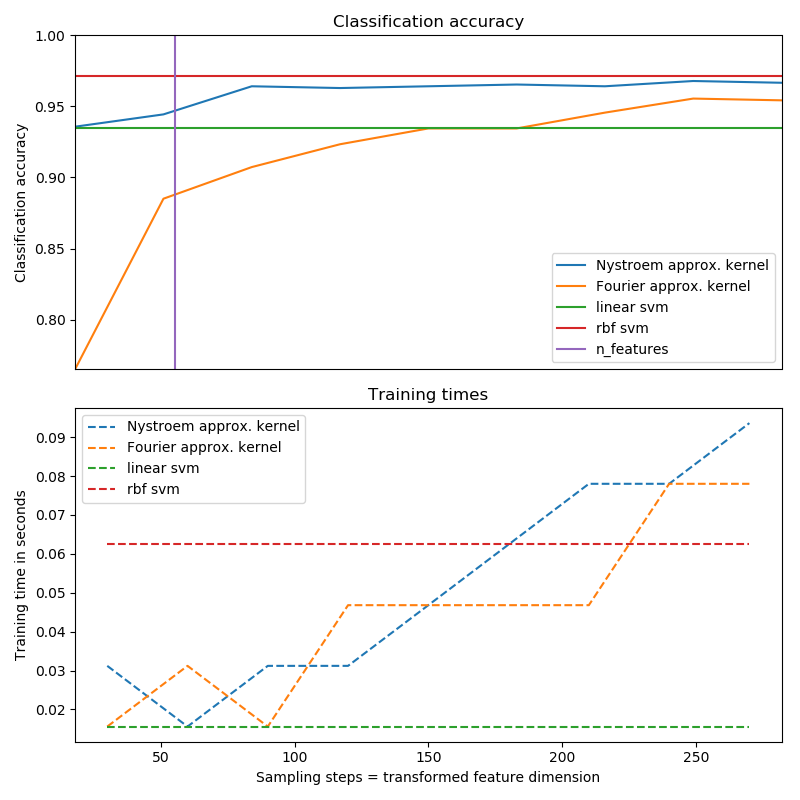 Classification accuracy
1.00
0.95
0.90
0.85
0.80
Classification accuracy
Nystroem approx. kernel
Fourier approx. kernel
linear svm
rbf svm
n_features
Training times
0.09
0.08
0.07
0.06
0.05
0.04
0.03
0.02
Training time in seconds
Nystroem approx. kernel
Fourier approx. kernel
linear svm
rbf svm
50
100
150
200
250
Sampling steps = transformed feature dimension